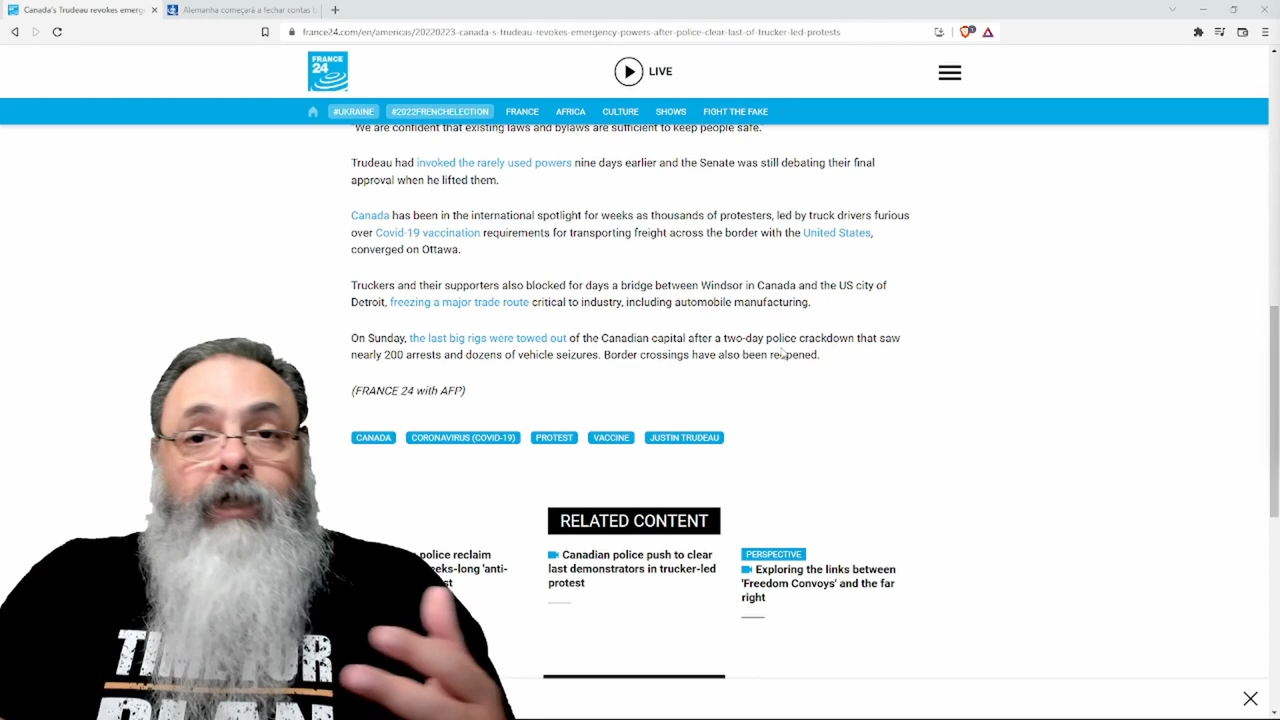 Canada's Trudeau revokes emerg
Alemanha começará a fechar contas b
france24.com/en/americas/20220223-canada-s-trudeau-revokes-emergency-powers-after-police-clear-last-of-trucker-led-protests
FRANCE
24
LIVE
#UKRAINE #2022FRENCHELECTION FRANCE AFRICA CULTURE SHOWS FIGHT THE FAKE
"We are confident that existing laws and bylaws are sufficient to keep people safe."
Trudeau had invoked the rarely used powers nine days earlier and the Senate was still debating their final
approval when he lifted them.
Canada has been in the international spotlight for weeks as thousands of protesters, led by truck drivers furious
over Covid-19 vaccination requirements for transporting freight across the border with the United States,
converged on Ottawa.
Truckers and their supporters also blocked for days a bridge between Windsor in Canada and the US city of
Detroit, freezing a major trade route critical to industry, including automobile manufacturing.
On Sunday, the last big rigs were towed out of the Canadian capital after a two-day police crackdown that saw
nearly 200 arrests and dozens of vehicle seizures. Border crossings have also been reopened.
(FRANCE 24 with AFP)
CANADA CORONAVIRUS (COVID-19) PROTEST VACCINE JUSTIN TRUDEAU
RELATED CONTENT
police reclaim
eeks-long 'anti-
st
Canadian police push to clear
last demonstrators in trucker-led
protest
PERSPECTIVE
Exploring the links between
'Freedom Convoys' and the far
right
PLAN